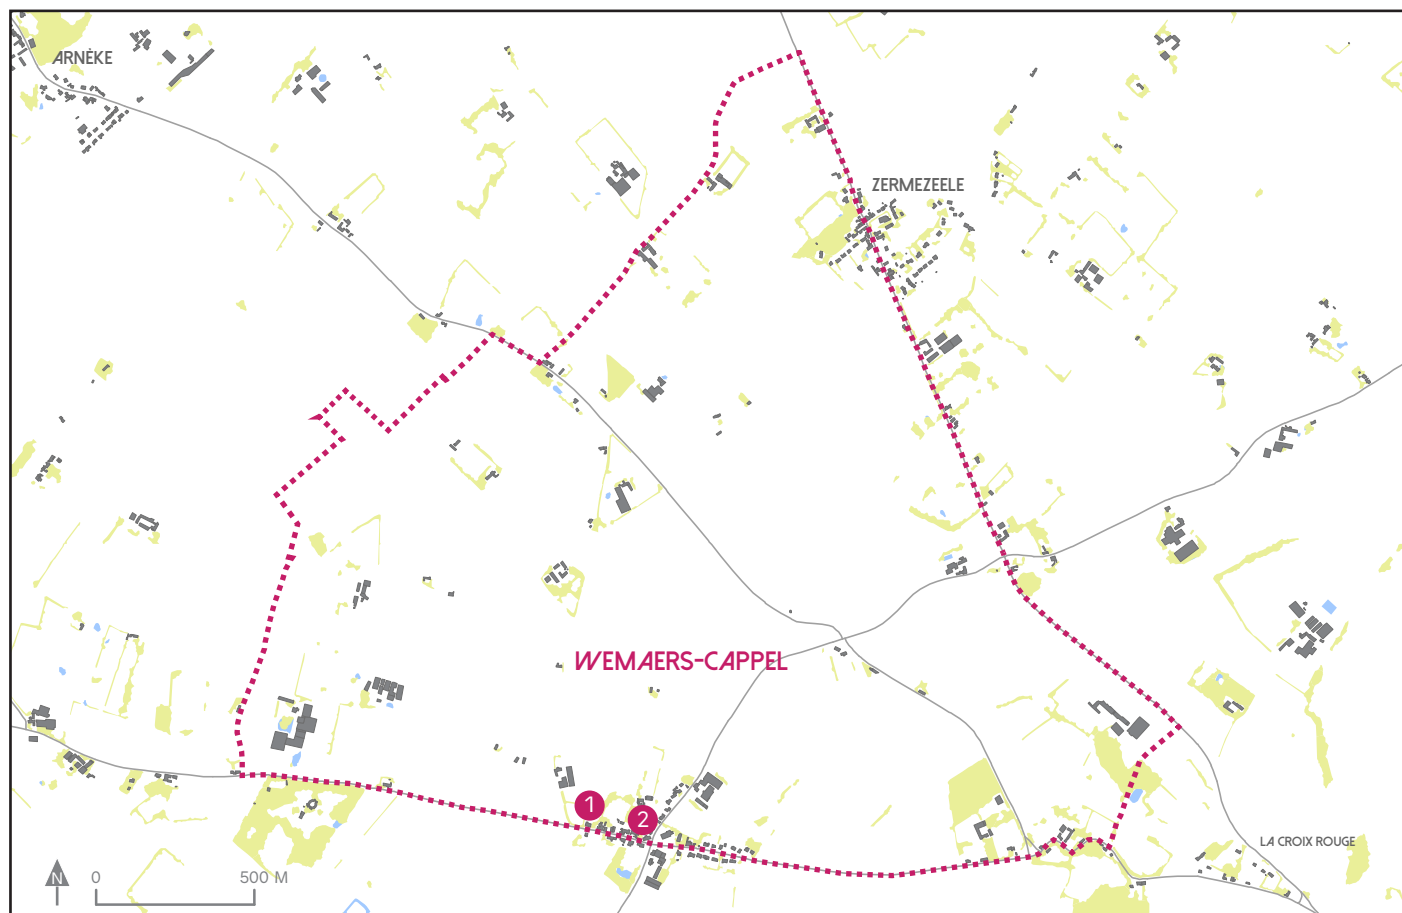 ARNÈKE
ZERMEZEELE
WEMAERS-CAPPEL
1
2
LA CROIX ROUGE
N
0 500 M